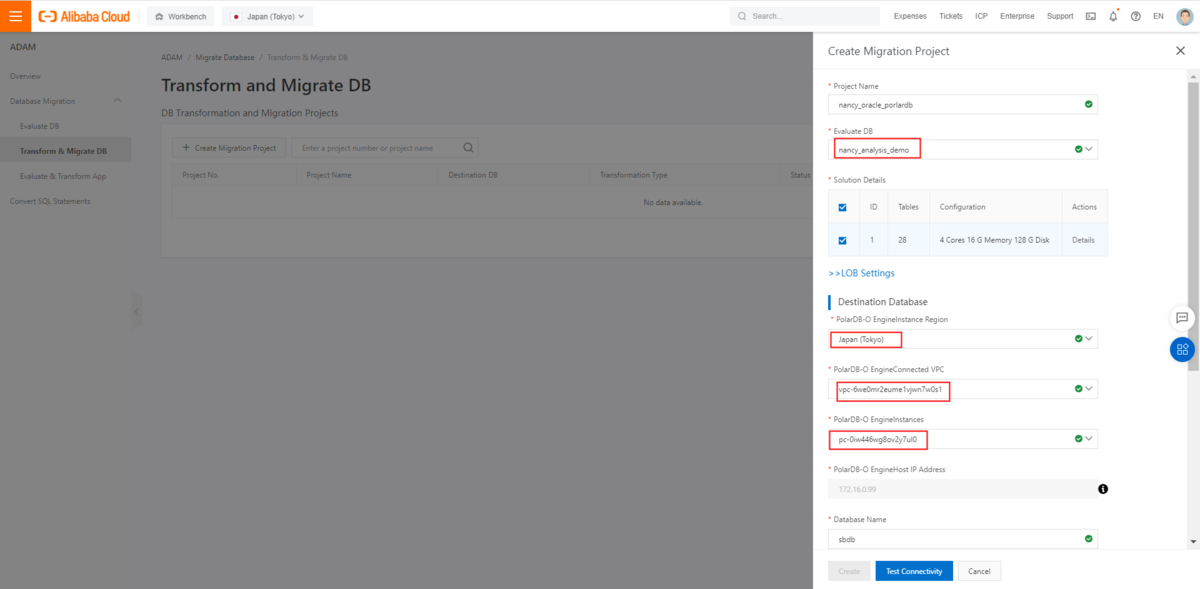 Alibaba Cloud
Workbench
Japan (Tokyo)
Search...
Expenses
Tickets
ICP
Enterprise
Support
EN
ADAM
Overview
Database Migration
Evaluate DB
Transform & Migrate DB
Evaluate & Transform App
Convert SQL Statements
ADAM / Migrate Database / Transform & Migrate DB
Transform and Migrate DB
DB Transformation and Migration Projects
+ Create Migration Project
Enter a project number or project name
Project No. Project Name Destination DB Transformation Type Status
No data available.
Create Migration Project
* Project Name
nancy_oracle_porlardb
* Evaluate DB
nancy_analysis_demo
* Solution Details
ID Tables Configuration Actions
1 28 4 Cores 16 G Memory 128 G Disk Details
>>LOB Settings
Destination Database
* PolarDB-O EngineInstance Region
Japan (Tokyo)
* PolarDB-O EngineConnected VPC
vpc-6we0mr2eume1vjwn7w0s1
* PolarDB-O EngineInstances
pc-0iw446wg8ov2y7ul0
* PolarDB-O EngineHost IP Address
172.16.0.99
* Database Name
sbdb
Create
Test Connectivity
Cancel